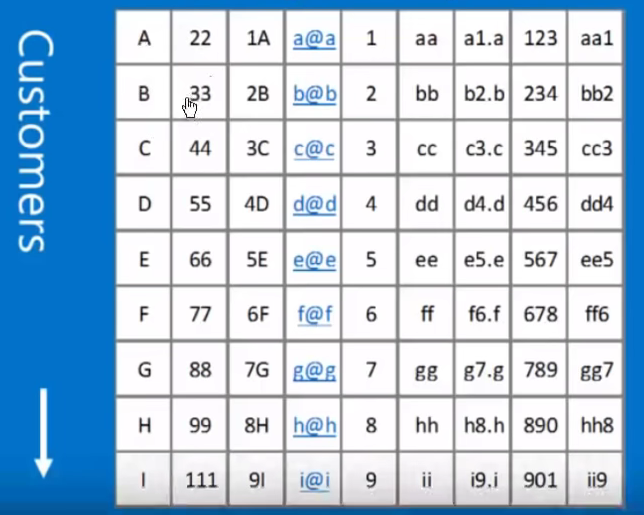 Customers
A 22 1A a@a 1 aa a1.a 123 aa1
B 33 2B b@b 2 bb b2.b 234 bb2
C 44 3C c@c 3 cc c3.c 345 cc3
D 55 4D d@d 4 dd d4.d 456 dd4
E 66 5E e@e 5 ee e5.e 567 ee5
F 77 6F f@f 6 ff f6.f 678 ff6
G 88 7G g@g 7 gg g7.g 789 gg7
H 99 8H h@h 8 hh h8.h 890 hh8
I 111 9I i@i 9 ii i9.i 901 ii9